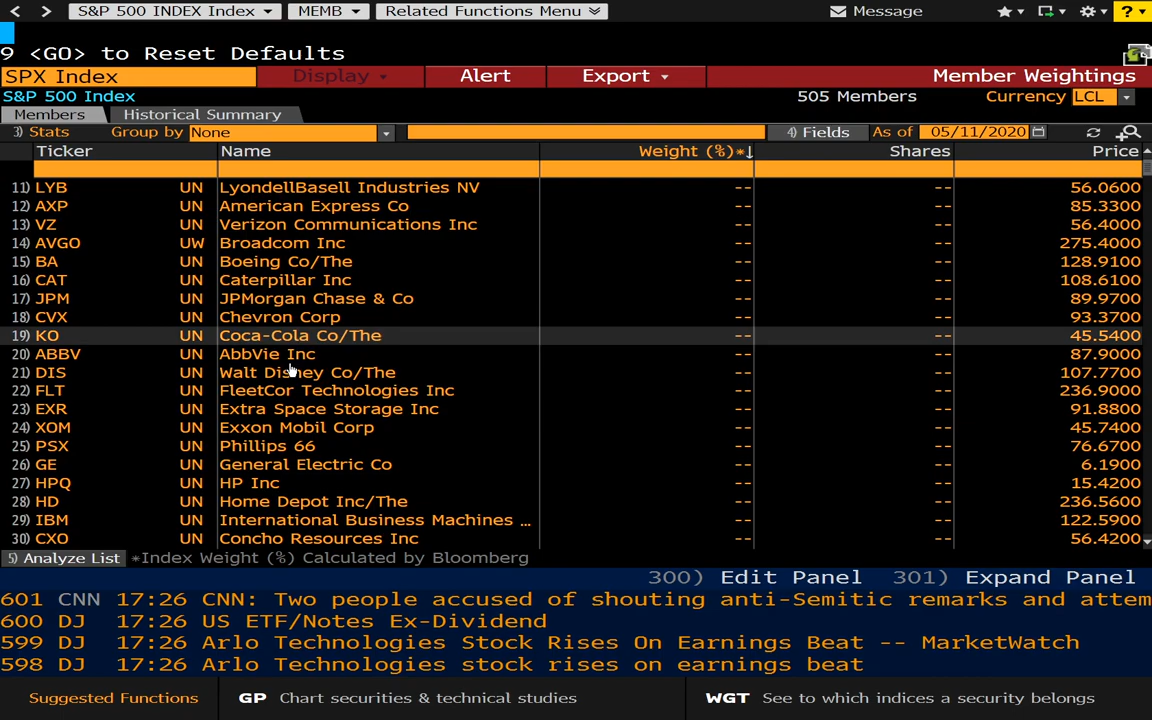 < > S&P 500 INDEX Index MEMB Related Functions Menu Message ?
9 <GO> to Reset Defaults
SPX Index Display Alert Export Member Weightings
S&P 500 Index 505 Members Currency LCL
Members Historical Summary
3) Stats Group by None 4) Fields As of 05/11/2020
Ticker Name Weight (%)*↓ Shares Price
11) LYB UN LyondellBasell Industries NV -- -- 56.0600
12) AXP UN American Express Co -- -- 85.3300
13) VZ UN Verizon Communications Inc -- -- 56.4000
14) AVGO UW Broadcom Inc -- -- 275.4000
15) BA UN Boeing Co/The -- -- 128.9100
16) CAT UN Caterpillar Inc -- -- 108.6100
17) JPM UN JPMorgan Chase & Co -- -- 89.9700
18) CVX UN Chevron Corp -- -- 93.3700
19) KO UN Coca-Cola Co/The -- -- 45.5400
20) ABBV UN AbbVie Inc -- -- 87.9000
21) DIS UN Walt Disney Co/The -- -- 107.7700
22) FLT UN FleetCor Technologies Inc -- -- 236.9000
23) EXR UN Extra Space Storage Inc -- -- 91.8800
24) XOM UN Exxon Mobil Corp -- -- 45.7400
25) PSX UN Phillips 66 -- -- 76.6700
26) GE UN General Electric Co -- -- 6.1900
27) HPQ UN HP Inc -- -- 15.4200
28) HD UN Home Depot Inc/The -- -- 236.5600
29) IBM UN International Business Machines ... -- -- 122.5900
30) CXO UN Concho Resources Inc -- -- 56.4200
5) Analyze List *Index Weight (%) Calculated by Bloomberg
300) Edit Panel 301) Expand Panel
601 CNN 17:26 CNN: Two people accused of shouting anti-Semitic remarks and attem
600 DJ 17:26 US ETF/Notes Ex-Dividend
599 DJ 17:26 Arlo Technologies Stock Rises On Earnings Beat -- MarketWatch
598 DJ 17:26 Arlo Technologies stock rises on earnings beat
Suggested Functions GP Chart securities & technical studies WGT See to which indices a security belongs